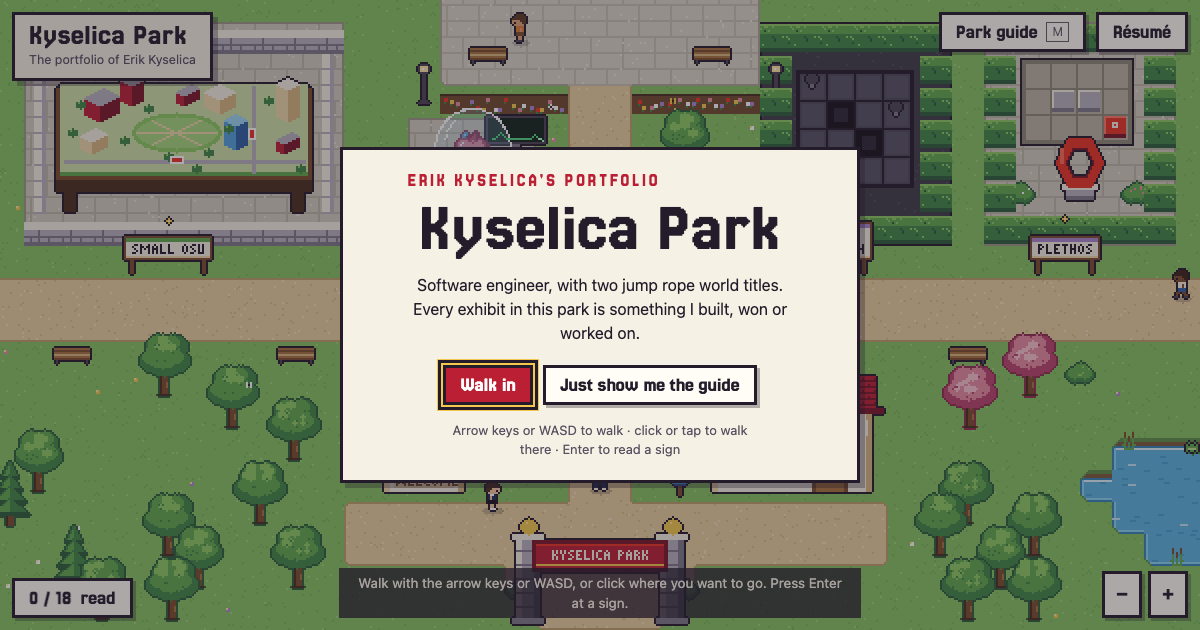 Kyselica Park
The portfolio of Erik Kyselica
Park guide M
Résumé
SMALL OSU
PLETHOS
ERIK KYSELICA'S PORTFOLIO
Kyselica Park
Software engineer, with two jump rope world titles.
Every exhibit in this park is something I built, won or
worked on.
Walk in
Just show me the guide
Arrow keys or WASD to walk · click or tap to walk
there · Enter to read a sign
KYSELICA PARK
Walk with the arrow keys or WASD, or click where you want to go. Press Enter
at a sign.
0 / 18 read
−
+